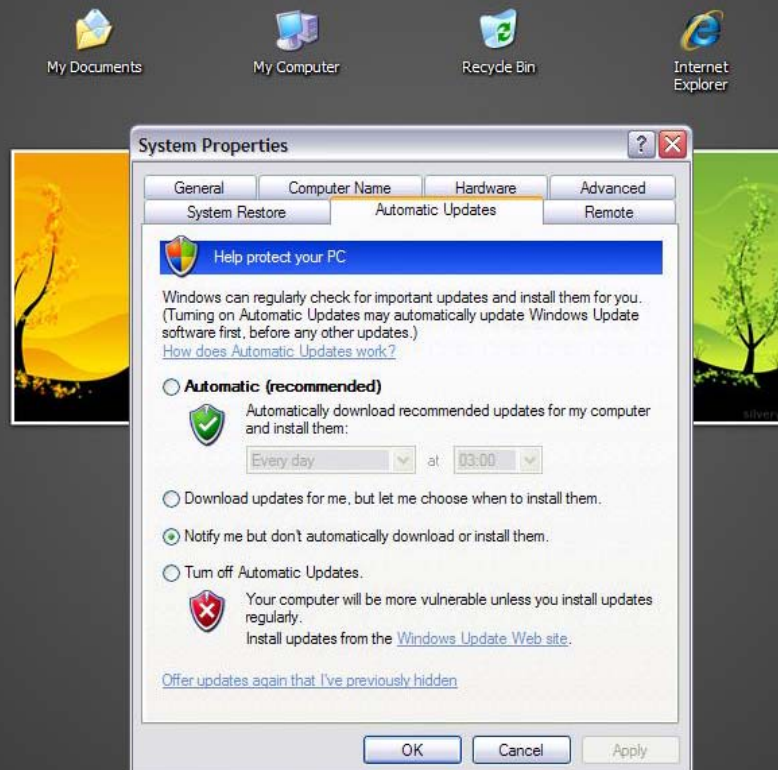 My Documents
My Computer
Recycle Bin
Internet
Explorer
System Properties
General
Computer Name
Hardware
Advanced
System Restore
Automatic Updates
Remote
Help protect your PC
Windows can regularly check for important updates and install them for you.
(Turning on Automatic Updates may automatically update Windows Update
software first, before any other updates.)
How does Automatic Updates work?
Automatic (recommended)
Automatically download recommended updates for my computer
and install them:
Every day at 03:00
Download updates for me, but let me choose when to install them.
Notify me but don't automatically download or install them.
Turn off Automatic Updates.
Your computer will be more vulnerable unless you install updates
regularly.
Install updates from the Windows Update Web site.
Offer updates again that I've previously hidden
OK
Cancel
Apply